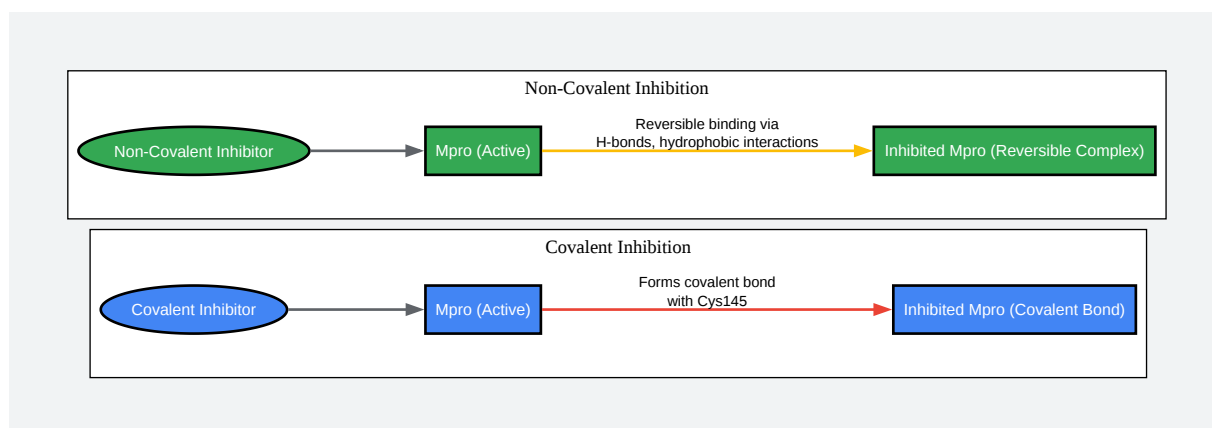 Non-Covalent Inhibition
Non-Covalent Inhibitor
Mpro (Active)
Reversible binding via
H-bonds, hydrophobic interactions
Inhibited Mpro (Reversible Complex)
Covalent Inhibition
Covalent Inhibitor
Mpro (Active)
Forms covalent bond
with Cys145
Inhibited Mpro (Covalent Bond)